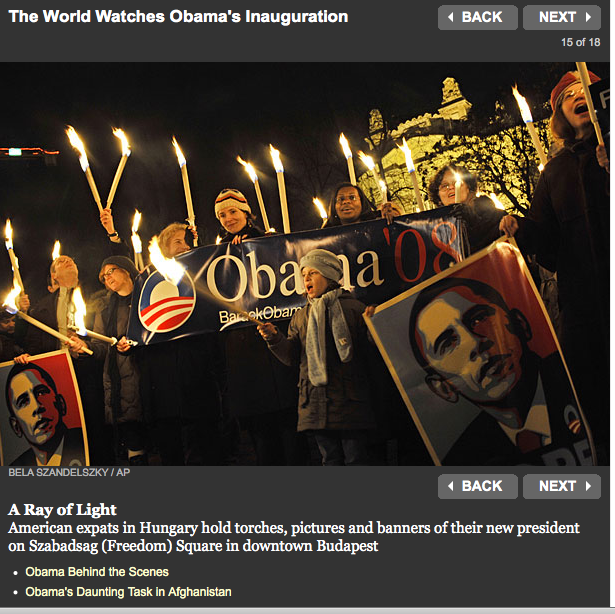 The World Watches Obama's Inauguration
BACK
NEXT
15 of 18
Obama '08
BELA SZANDELSZKY / AP
BACK
NEXT
A Ray of Light
American expats in Hungary hold torches, pictures and banners of their new president
on Szabadsag (Freedom) Square in downtown Budapest
Obama Behind the Scenes
Obama's Daunting Task in Afghanistan